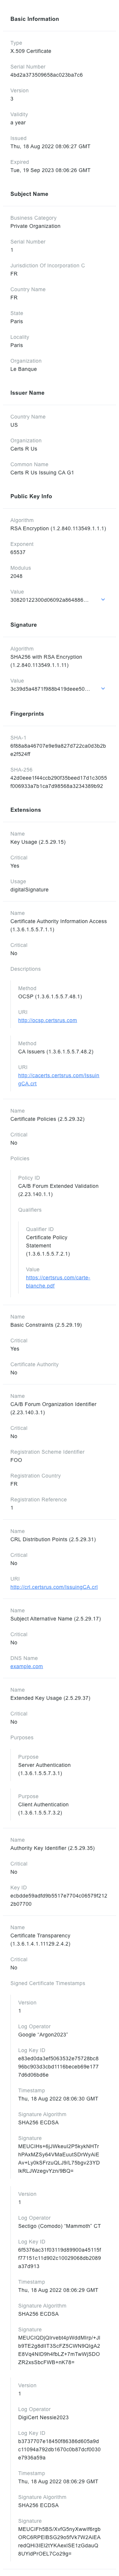 Basic Information
Type
X.509 Certificate
Serial Number
4bd2a373509658ac023ba7c6
Version
3
Validity
a year
Issued
Thu, 18 Aug 2022 08:06:27 GMT
Expired
Tue, 19 Sep 2023 08:06:26 GMT
Subject Name
Business Category
Private Organization
Serial Number
1
Jurisdiction Of Incorporation C
FR
Country Name
FR
State
Paris
Locality
Paris
Organization
Le Banque
Issuer Name
Country Name
US
Organization
Certs R Us
Common Name
Certs R Us Issuing CA G1
Public Key Info
Algorithm
RSA Encryption (1.2.840.113549.1.1.1)
Exponent
65537
Modulus
2048
Value
30820122300d06092a864886...
Signature
Algorithm
SHA256 with RSA Encryption
(1.2.840.113549.1.1.11)
Value
3c39d9a4871f988b419deee50...
Fingerprints
SHA-1
SHA-256
Extensions
Name
Key Usage (2.5.29.15)
Critical
Yes
Usage
digitalSignature
Name
Certificate Authority Information Access
(1.3.6.1.5.5.7.1.1)
Critical
No
Descriptions
Method
OCSP (1.3.6.1.5.5.7.48.1)
URI
http://ocsp.certsrus.com
Method
CA Issuers (1.3.6.1.5.5.7.48.2)
URI
http://cacerts.certsrus.com/Issuin
gCA.crt
Name
Certificate Policies (2.5.29.32)
Critical
No
Policies
Policy ID
CA/B Forum Extended Validation
(2.23.140.1.1)
Qualifiers
Qualifier ID
Certificate Policy
Statement
(1.3.6.1.5.5.7.2.1)
Value
https://certsrus.com/carte-
blanche.pdf
Name
Basic Constraints (2.5.29.19)
Critical
Yes
Certificate Authority
No
Name
CA/B Forum Organization Identifier
(2.23.140.3.1)
Critical
No
Registration Scheme Identifier
FOO
Registration Country
FR
Registration Reference
1
Name
CRL Distribution Points (2.5.29.31)
Critical
No
URI
http://crl.certsrus.com/IssuingCA.crl
Name
Subject Alternative Name (2.5.29.17)
Critical
No
DNS Name
example.com
Name
Extended Key Usage (2.5.29.37)
Critical
No
Purposes
Purpose
Server Authentication
(1.3.6.1.5.5.7.3.1)
Purpose
Client Authentication
(1.3.6.1.5.5.7.3.2)
Name
Authority Key Identifier (2.5.29.35)
Critical
No
Key ID
ecbdde59adfd9b5517e7704c06579f212
2b07700
Name
Certificate Transparency
(1.3.6.1.4.1.11129.2.4.2)
Critical
No
Signed Certificate Timestamps
Version
1
Log Operator
Google “Argon2023”
Log Key ID
Timestamp
Thu, 18 Aug 2022 08:06:30 GMT
Signature Algorithm
SHA256 ECDSA
Signature
Version
1
Log Operator
Sectigo (Comodo) “Mammoth” CT
Log Key ID
Timestamp
Thu, 18 Aug 2022 08:06:29 GMT
Signature Algorithm
SHA256 ECDSA
Signature
Version
1
Log Operator
DigiCert Nessie2023
Log Key ID
Timestamp
Thu, 18 Aug 2022 08:06:29 GMT
Signature Algorithm
SHA256 ECDSA
Signature